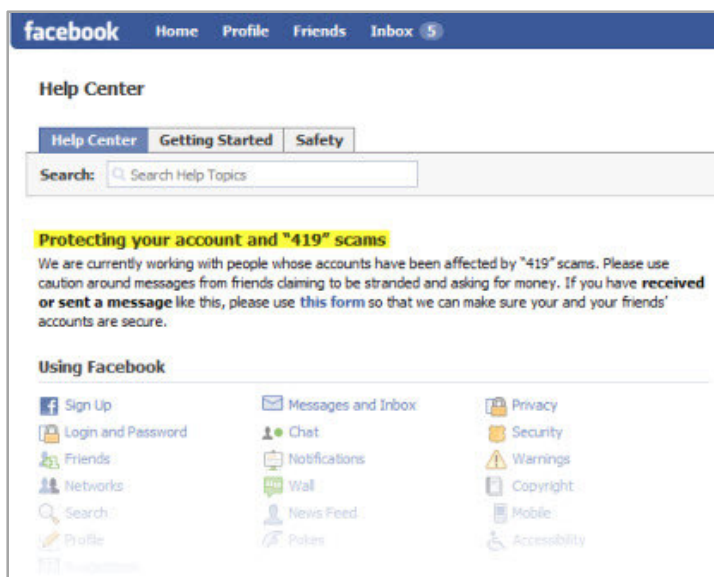 facebook Home Profile Friends Inbox 5
Help Center
Help Center Getting Started Safety
Search: Search Help Topics
Protecting your account and "419" scams
We are currently working with people whose accounts have been affected by "419" scams. Please use
caution around messages from friends claiming to be stranded and asking for money. If you have received
or sent a message like this, please use this form so that we can make sure your and your friends'
accounts are secure.
Using Facebook
Sign Up Messages and Inbox Privacy
Login and Password Chat Security
Friends Notifications Warnings
Networks Wall Copyright
Search News Feed Mobile
Profile Pokes Accessibility